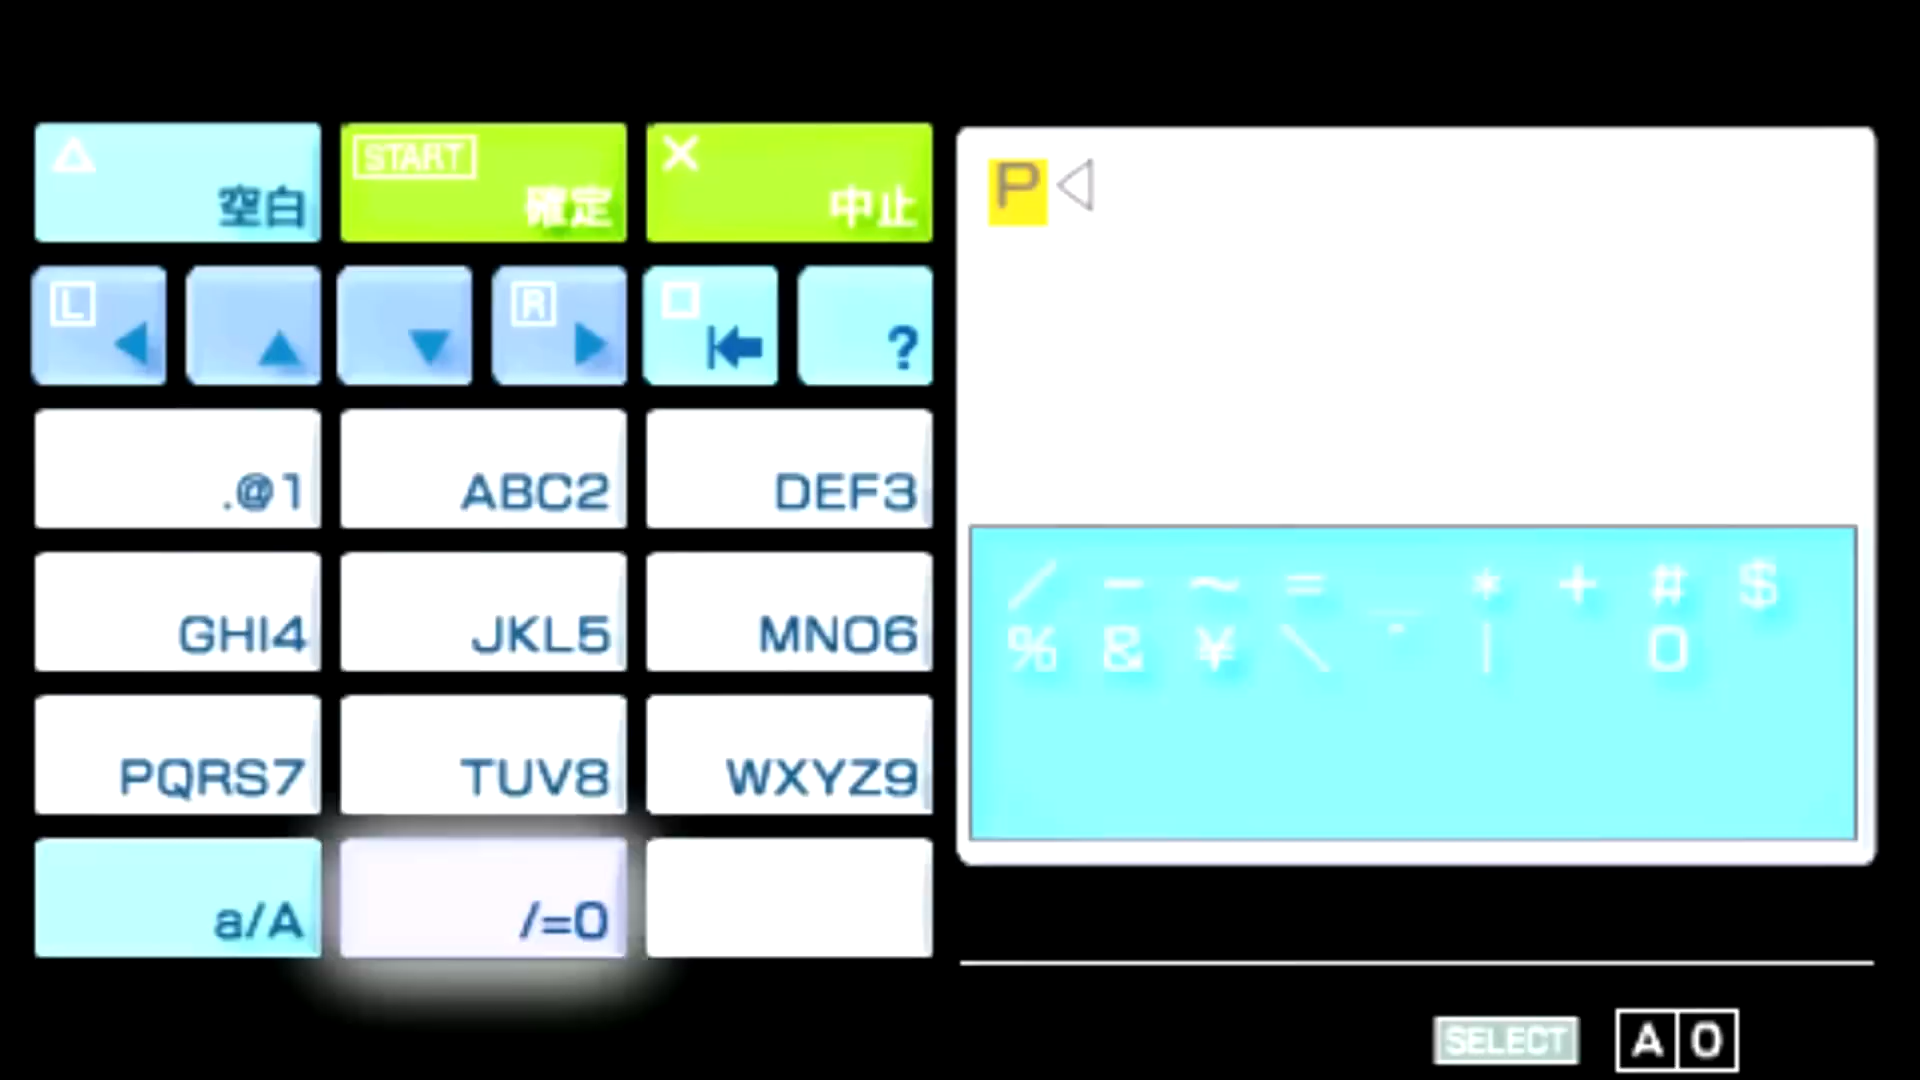 空白
START
確定
中止
L
R
?
.@1
ABC2
DEF3
GHI4
JKL5
MNO6
PQRS7
TUV8
WXYZ9
a/A
/=0
P
/ - ~ = _ * + # $
% & ¥ \ ^ | 0
SELECT
A 0